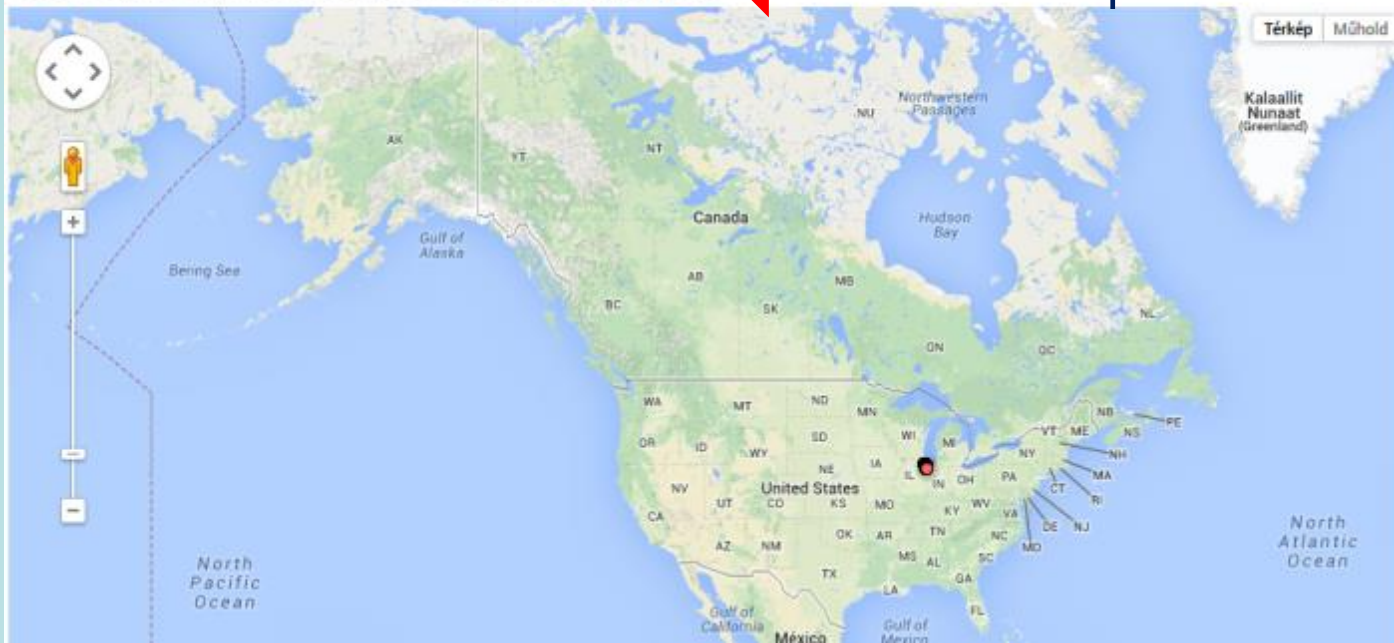 Térkép Műhold
Kalaallit
Nunaat
(Greenland)
Northwestern
Passages
NU
AK
YT
NT
Canada
Hudson
Bay
Gulf of
Alaska
Bering Sea
AB
MB
BC
SK
NL
ON
QC
WA
MT
ND
MN
NB
PE
OR
ID
SD
WI
MI
VT
ME
NS
WY
NY
NH
NE
IA
IL
IN
OH
PA
MA
NV
United States
CT
RI
UT
CO
KS
MO
WV
KY
VA
CA
DE
NJ
AZ
NM
OK
AR
TN
NC
MD
North
Atlantic
Ocean
MS
AL
SC
North
Pacific
Ocean
TX
GA
LA
FL
Gulf of
California
México
Gulf of
Mexico